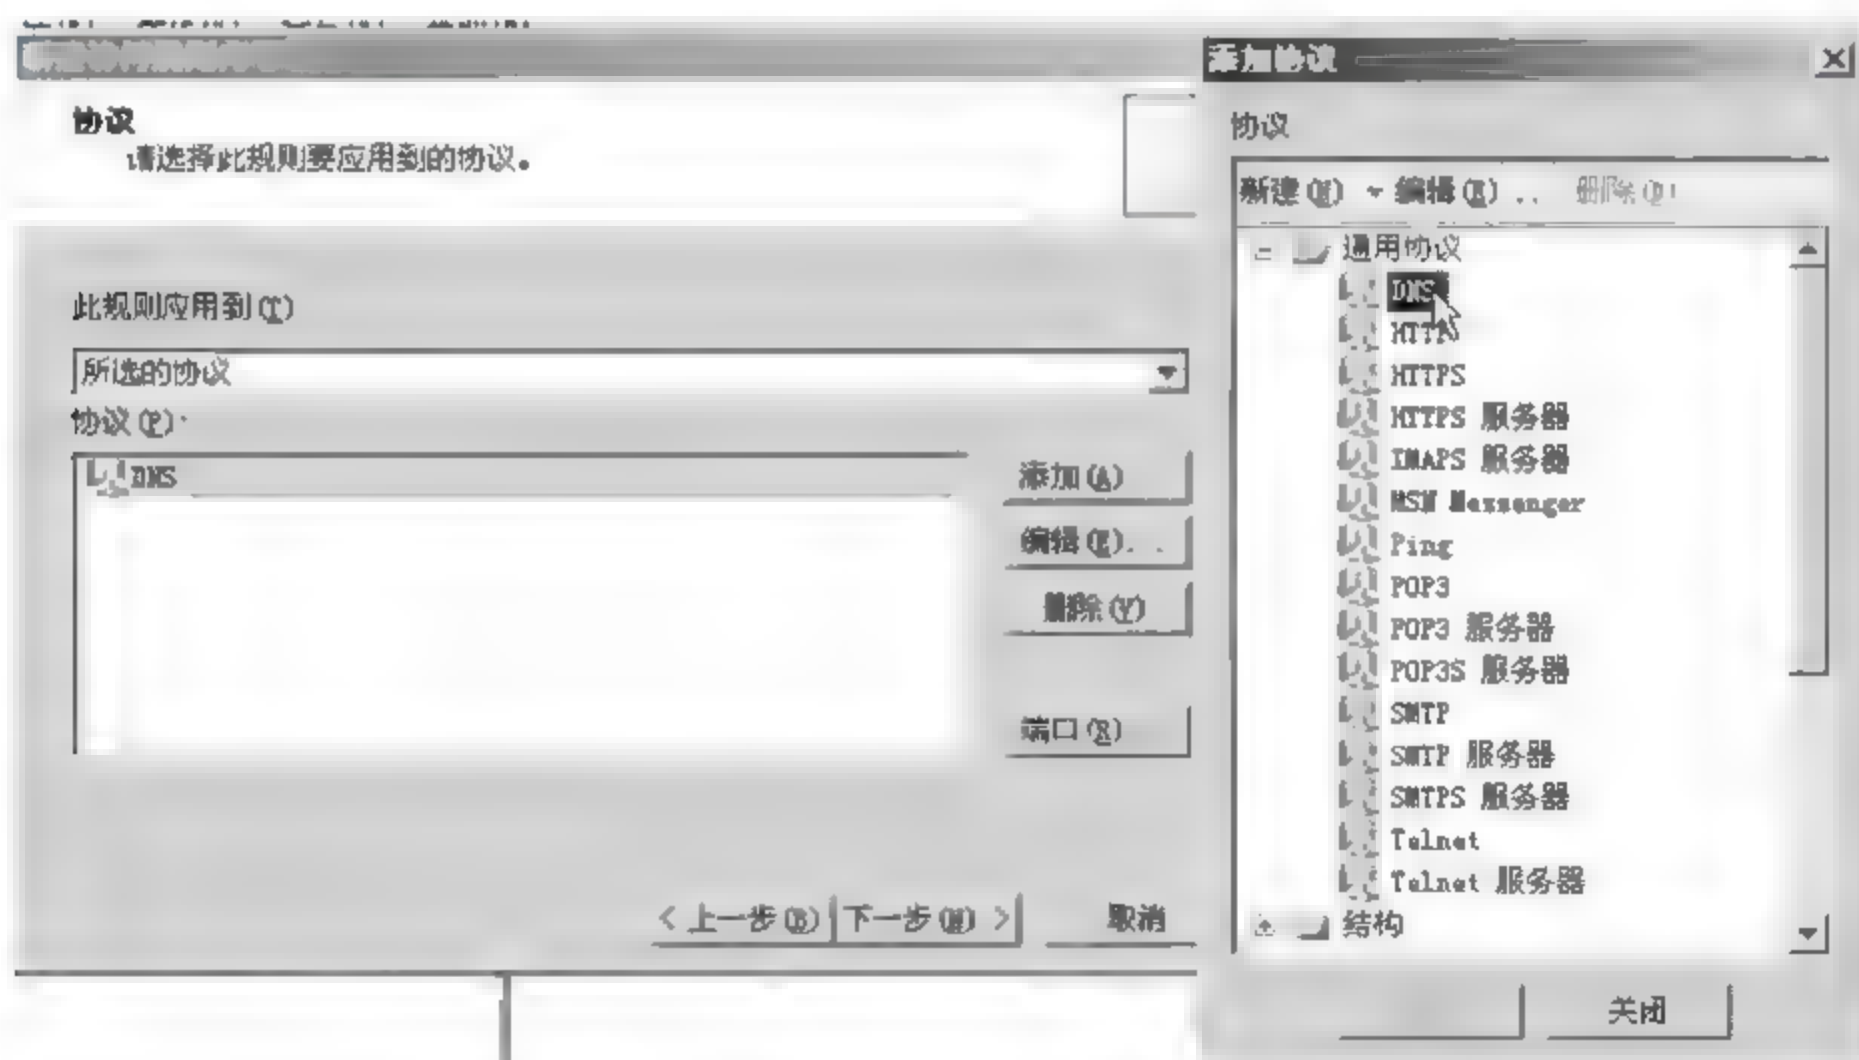 协议
请选择此规则要应用到的协议。
此规则应用到(T)
所选的协议
协议(P):
DNS
添加(A)
编辑(E)...
删除(V)
端口(R)
<上一步(B)
下一步(N)>
取消
添加协议
协议
新建(N) 编辑(E)... 删除(D)
通用协议
DNS
HTTP
HTTPS
HTTPS 服务器
IMAPS 服务器
MSN Messenger
Ping
POP3
POP3 服务器
POP3S 服务器
SMTP
SMTP 服务器
SMTPS 服务器
Telnet
Telnet 服务器
结构
关闭